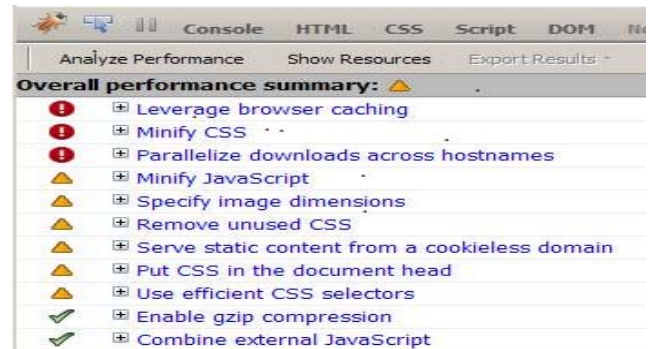 Console HTML CSS Script DOM
Analyze Performance Show Resources Export Results
Overall performance summary:
Leverage browser caching
Minify CSS
Parallelize downloads across hostnames
Minify JavaScript
Specify image dimensions
Remove unused CSS
Serve static content from a cookieless domain
Put CSS in the document head
Use efficient CSS selectors
Enable gzip compression
Combine external JavaScript